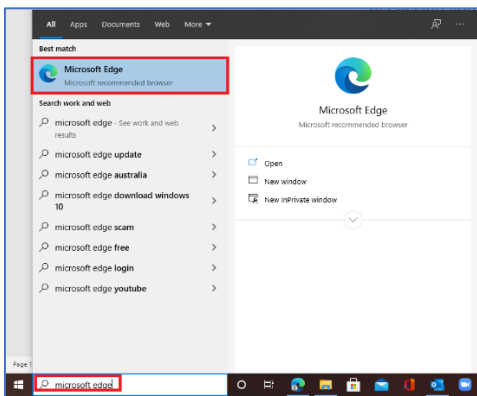 All Apps Documents Web More
Best match
Microsoft Edge
Microsoft recommended browser
Search work and web
microsoft edge - See work and web
results
microsoft edge update
microsoft edge australia
microsoft edge download windows
10
microsoft edge scam
microsoft edge free
microsoft edge login
microsoft edge youtube
Microsoft Edge
Microsoft recommended browser
Open
New window
New InPrivate window
Page 1
microsoft edge